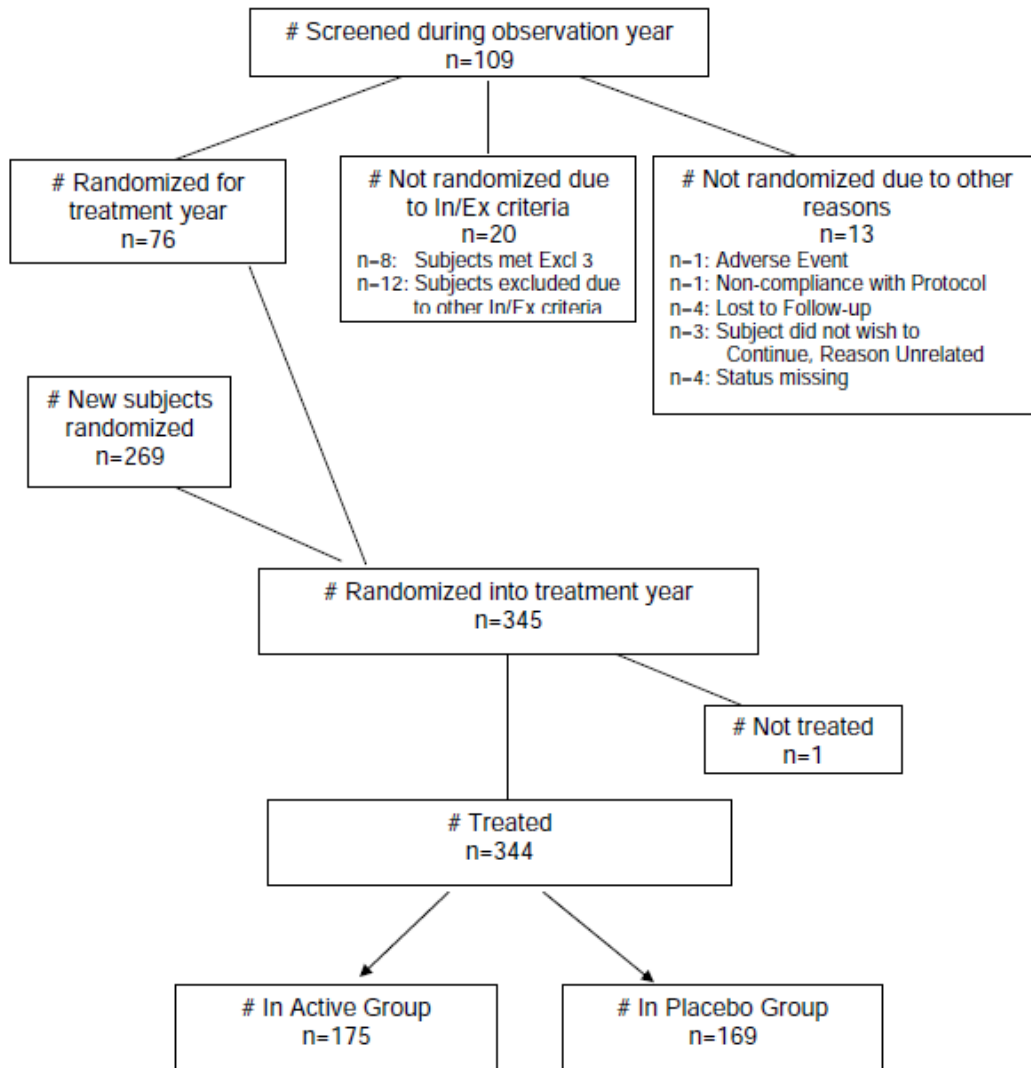 # Screened during observation year
n=109
# Randomized for
treatment year
n=76
# Not randomized due
to In/Ex criteria
n=20
n=8: Subjects met Excl 3
n=12: Subjects excluded due
to other In/Ex criteria
# Not randomized due to other
reasons
n=13
n=1: Adverse Event
n=1: Non-compliance with Protocol
n=4: Lost to Follow-up
n=3: Subject did not wish to
Continue, Reason Unrelated
n=4: Status missing
# New subjects
randomized
n=269
# Randomized into treatment year
n=345
# Not treated
n=1
# Treated
n=344
# In Active Group
n=175
# In Placebo Group
n=169